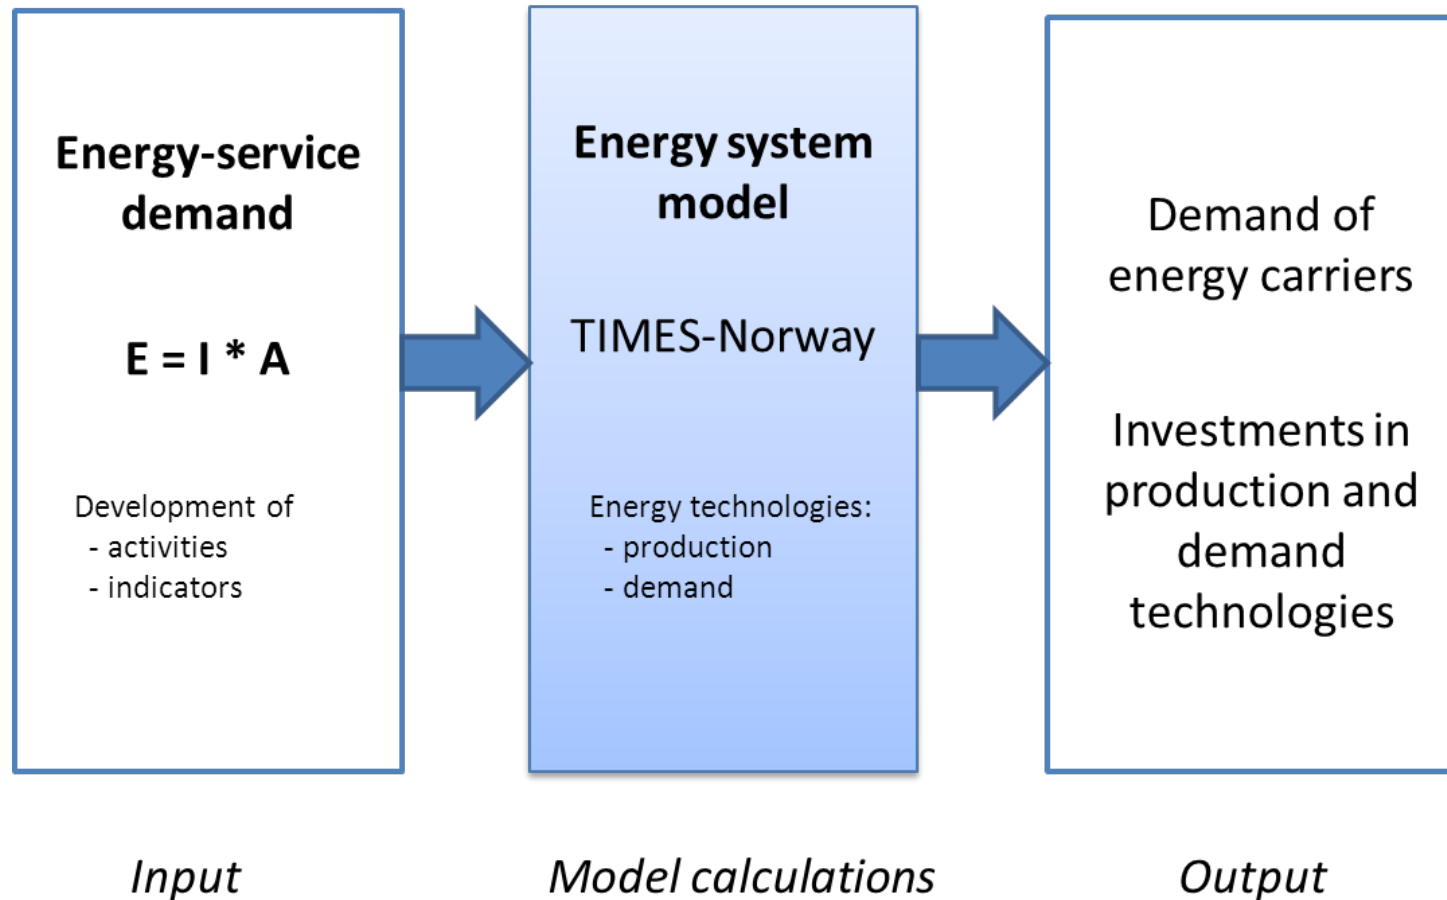 Energy-service
demand
E = I * A
Development of
- activities
- indicators
Energy system
model
TIMES-Norway
Energy technologies:
- production
- demand
Demand of
energy carriers
Investments in
production and
demand
technologies
Input
Model calculations
Output